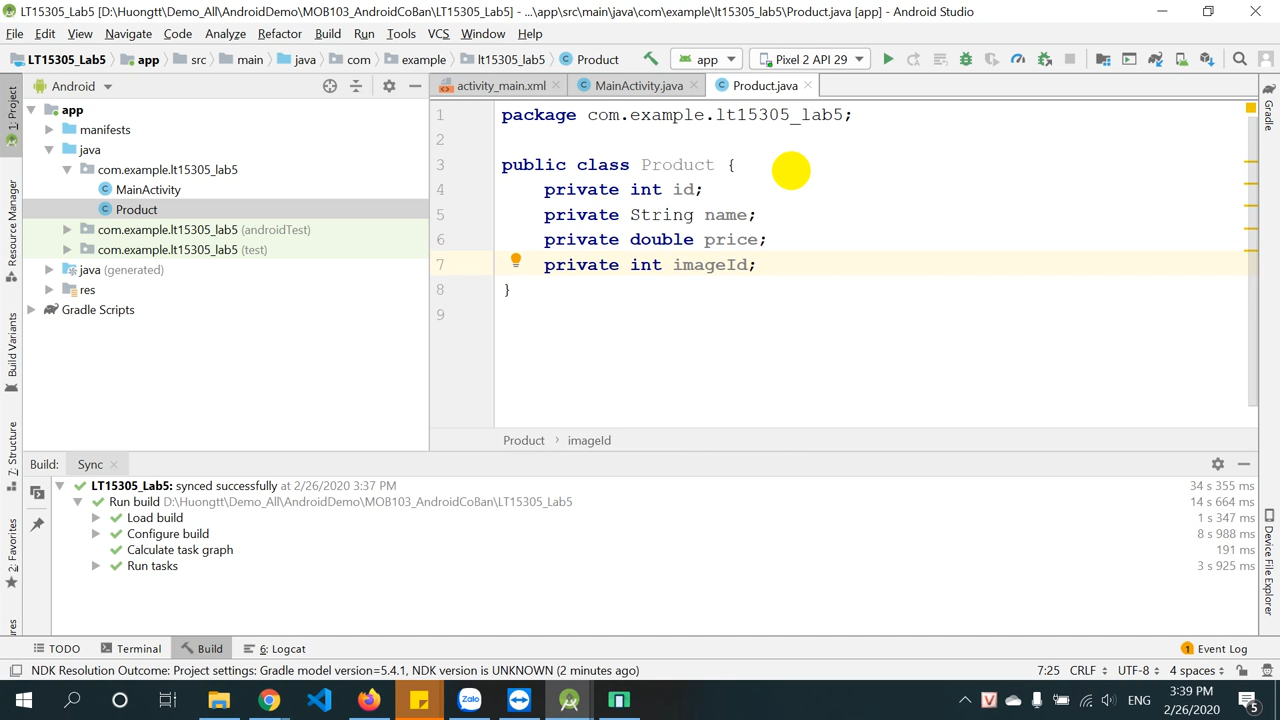 LT15305_Lab5 [D:\Huongtt\Demo_All\AndroidDemo\MOB103_AndroidCoBan\LT15305_Lab5] - ...\app\src\main\java\com\example\lt15305_lab5\Product.java [app] - Android Studio
File Edit View Navigate Code Analyze Refactor Build Run Tools VCS Window Help
LT15305_Lab5 app src main java com example lt15305_lab5 Product app Pixel 2 API 29
Android
activity_main.xml MainActivity.java Product.java
1: Project
Resource Manager
Build Variants
7: Structure
2: Favorites
Gradle
Device File Explorer
app
manifests
java
com.example.lt15305_lab5
MainActivity
Product
com.example.lt15305_lab5 (androidTest)
com.example.lt15305_lab5 (test)
java (generated)
res
Gradle Scripts
1 package com.example.lt15305_lab5;
2
3 public class Product {
4 private int id;
5 private String name;
6 private double price;
7 private int imageId;
8 }
9
Product › imageId
Build: Sync
LT15305_Lab5: synced successfully at 2/26/2020 3:37 PM 34 s 355 ms
Run build D:\Huongtt\Demo_All\AndroidDemo\MOB103_AndroidCoBan\LT15305_Lab5 14 s 664 ms
Load build 1 s 347 ms
Configure build 8 s 988 ms
Calculate task graph 191 ms
Run tasks 3 s 925 ms
TODO Terminal Build 6: Logcat 1 Event Log
NDK Resolution Outcome: Project settings: Gradle model version=5.4.1, NDK version is UNKNOWN (2 minutes ago) 7:25 CRLF UTF-8 4 spaces
Zalo ENG 3:39 PM
2/26/2020 5